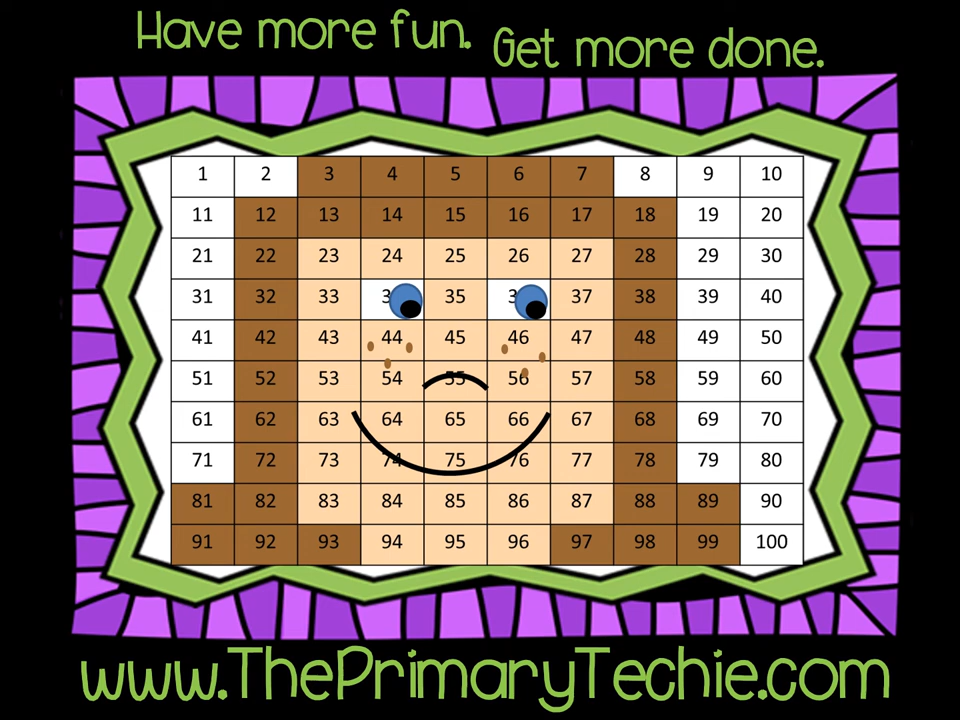 Have more fun. Get more done.
1 2 3 4 5 6 7 8 9 10
11 12 13 14 15 16 17 18 19 20
21 22 23 24 25 26 27 28 29 30
31 32 33 3 35 3 37 38 39 40
41 42 43 44 45 46 47 48 49 50
51 52 53 54 55 56 57 58 59 60
61 62 63 64 65 66 67 68 69 70
71 72 73 74 75 76 77 78 79 80
81 82 83 84 85 86 87 88 89 90
91 92 93 94 95 96 97 98 99 100
www.ThePrimaryTechie.com